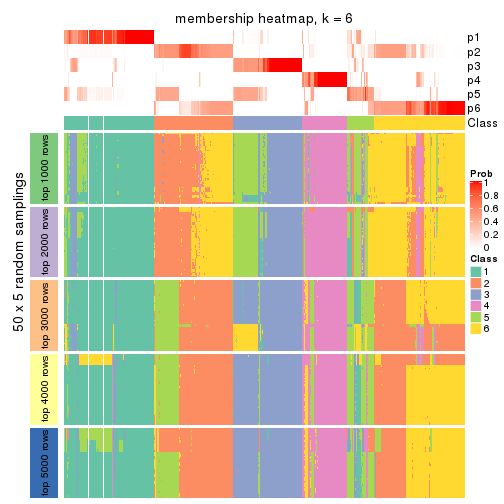 membership heatmap, k = 6
p1
p2
p3
p4
p5
p6
Class
50 x 5 random samplings
top 1000 rows
top 2000 rows
top 3000 rows
top 4000 rows
top 5000 rows
Prob
1
0.8
0.6
0.4
0.2
0
Class
1
2
3
4
5
6